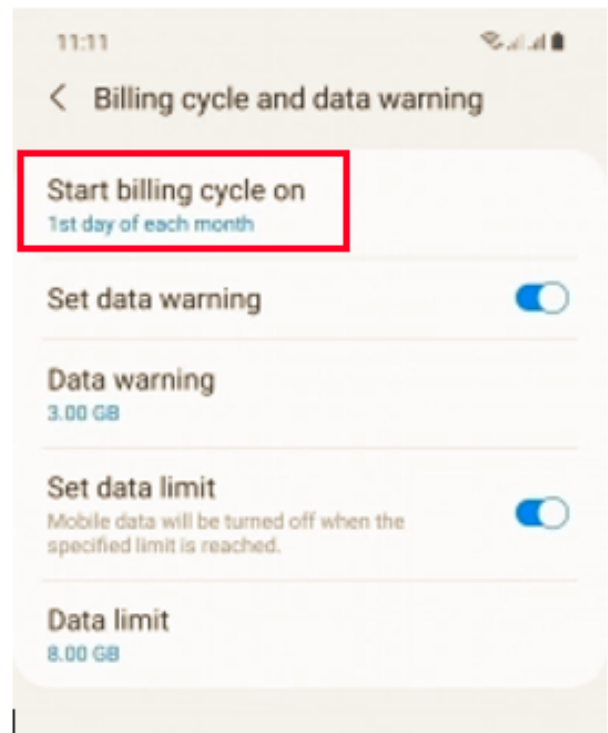 11:11
Billing cycle and data warning
Start billing cycle on
1st day of each month
Set data warning
Data warning
3.00 GB
Set data limit
Mobile data will be turned off when the
specified limit is reached.
Data limit
8.00 GB